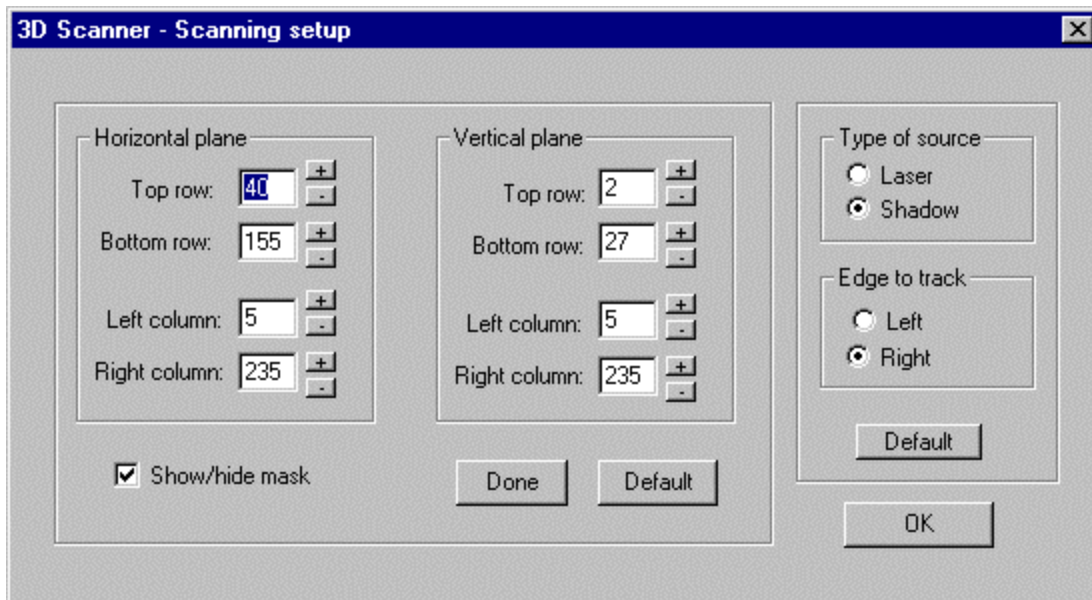 3D Scanner - Scanning setup
Horizontal plane
Top row: 40 + -
Bottom row: 155 + -
Left column: 5 + -
Right column: 235 + -
Vertical plane
Top row: 2 + -
Bottom row: 27 + -
Left column: 5 + -
Right column: 235 + -
Show/hide mask
Done
Default
Type of source
Laser
Shadow
Edge to track
Left
Right
Default
OK